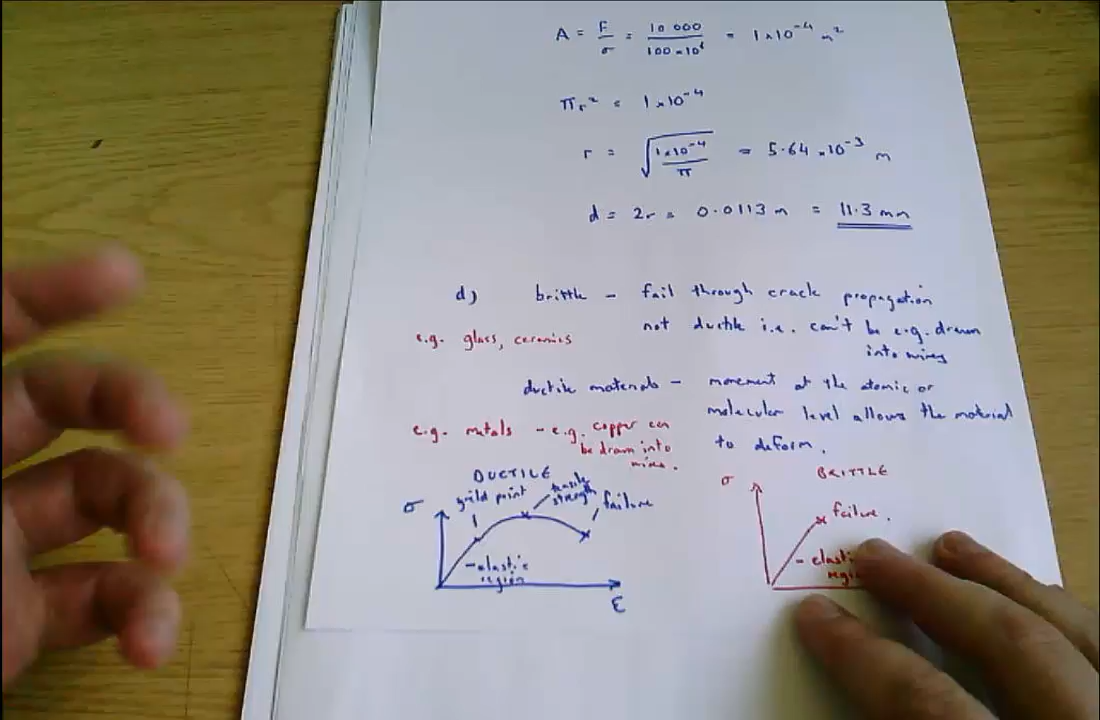 A = F/σ = 10 000 / 100 × 10⁶ = 1 × 10⁻⁴ m²
πr² = 1 × 10⁻⁴
r = √(1 × 10⁻⁴ / π) = 5.64 × 10⁻³ m
d = 2r = 0.0113 m = 11.3 mm
d) brittle – fail through crack propagation
e.g. glass, ceramics
not ductile i.e. can't be e.g. drawn
into wires
ductile materials – movement at the atomic or
molecular level allows the material
to deform.
e.g. metals – e.g. copper can
be drawn into
wires.
DUCTILE
σ
yield point
tensile
strength
failure
– elastic
region
ε
BRITTLE
σ
failure.
– elasti
regi